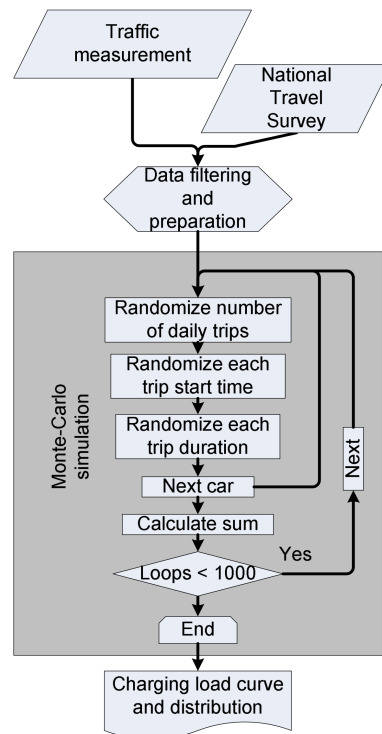 Traffic
measurement
National
Travel
Survey
Data filtering
and
preparation
Monte-Carlo
simulation
Randomize number
of daily trips
Randomize each
trip start time
Randomize each
trip duration
Next car
Calculate sum
Loops < 1000
Yes
Next
End
Charging load curve
and distribution